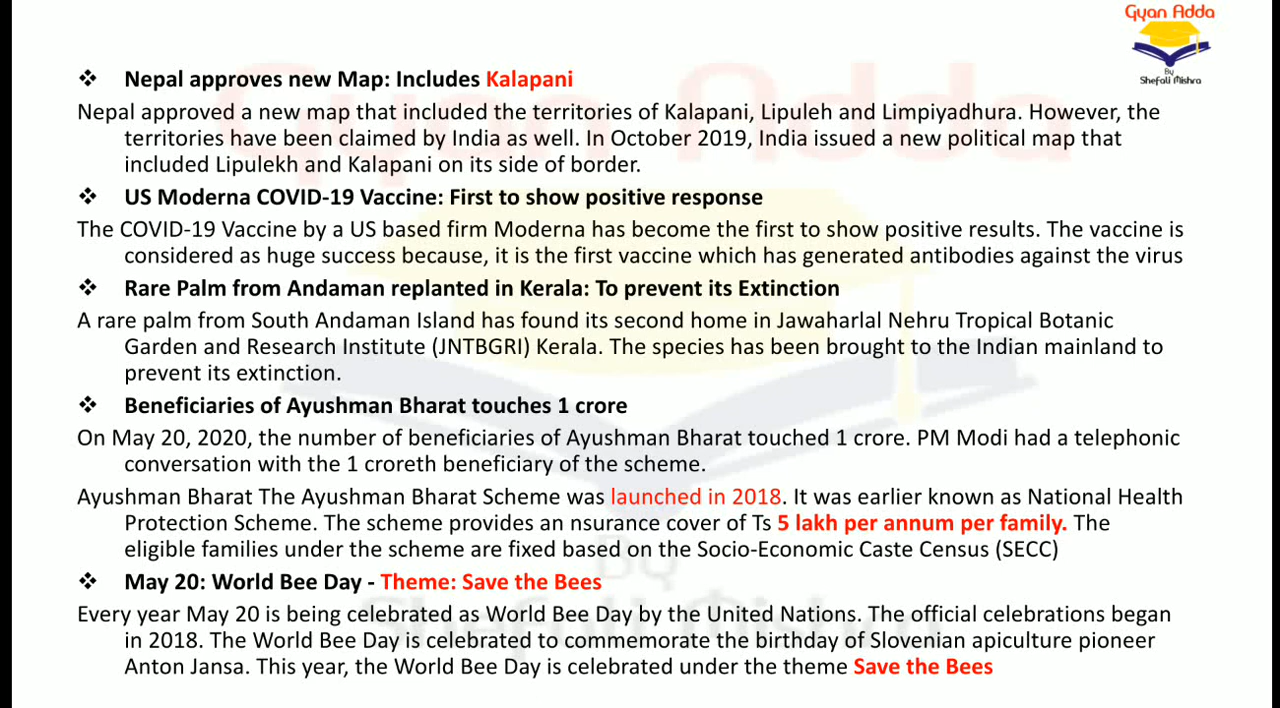 Gyan Adda
By
Shefali Mishra
❖ Nepal approves new Map: Includes Kalapani
Nepal approved a new map that included the territories of Kalapani, Lipuleh and Limpiyadhura. However, the
territories have been claimed by India as well. In October 2019, India issued a new political map that
included Lipulekh and Kalapani on its side of border.
❖ US Moderna COVID-19 Vaccine: First to show positive response
The COVID-19 Vaccine by a US based firm Moderna has become the first to show positive results. The vaccine is
considered as huge success because, it is the first vaccine which has generated antibodies against the virus
❖ Rare Palm from Andaman replanted in Kerala: To prevent its Extinction
A rare palm from South Andaman Island has found its second home in Jawaharlal Nehru Tropical Botanic
Garden and Research Institute (JNTBGRI) Kerala. The species has been brought to the Indian mainland to
prevent its extinction.
❖ Beneficiaries of Ayushman Bharat touches 1 crore
On May 20, 2020, the number of beneficiaries of Ayushman Bharat touched 1 crore. PM Modi had a telephonic
conversation with the 1 croreth beneficiary of the scheme.
Ayushman Bharat The Ayushman Bharat Scheme was launched in 2018. It was earlier known as National Health
Protection Scheme. The scheme provides an nsurance cover of Ts 5 lakh per annum per family. The
eligible families under the scheme are fixed based on the Socio-Economic Caste Census (SECC)
❖ May 20: World Bee Day - Theme: Save the Bees
Every year May 20 is being celebrated as World Bee Day by the United Nations. The official celebrations began
in 2018. The World Bee Day is celebrated to commemorate the birthday of Slovenian apiculture pioneer
Anton Jansa. This year, the World Bee Day is celebrated under the theme Save the Bees
Gyan Adda
By
Shefali Mishra